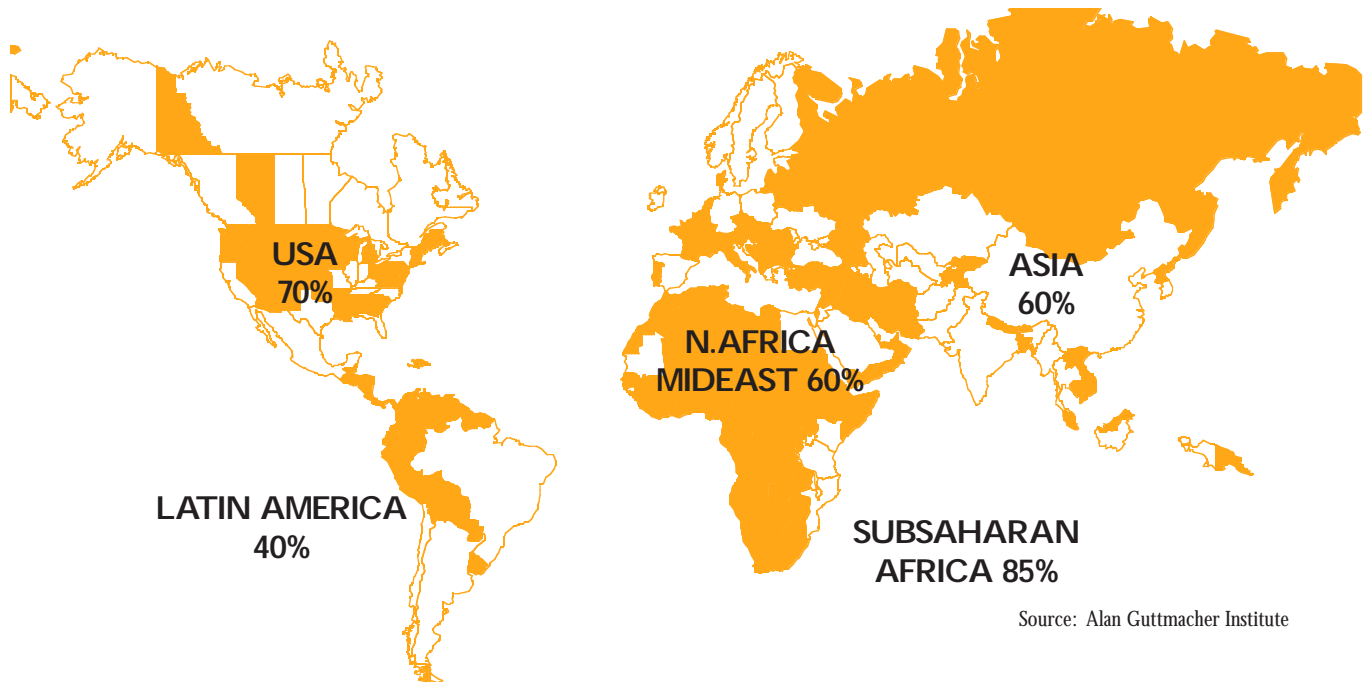 USA
70%
ASIA
60%
N.AFRICA
MIDEAST 60%
LATIN AMERICA
40%
SUBSAHARAN
AFRICA 85%
Source: Alan Guttmacher Institute